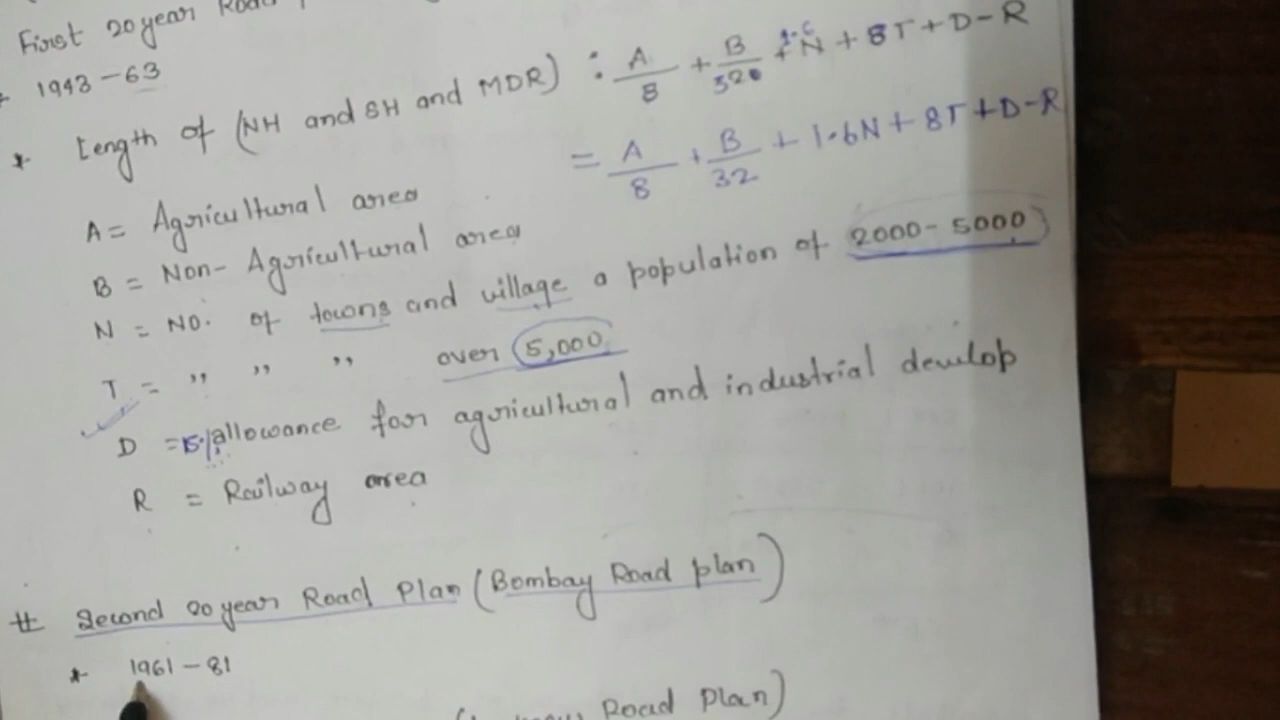 First 20 year Road
* 1943-63
* Length of (NH and SH and MDR) : A/8 + B/320 + N + 8T + D - R
= A/8 + B/32 + 1.6N + 8T + D - R
A = Agricultural area
B = Non- Agricultural area
N = No. of towns and village a population of 2000 - 5000
T = ,, ,, ,, over 5,000
D = 15% allowance for agricultural and industrial develop
R = Railway area
# Second 20 year Road Plan (Bombay Road plan)
* 1961-81
Road Plan)